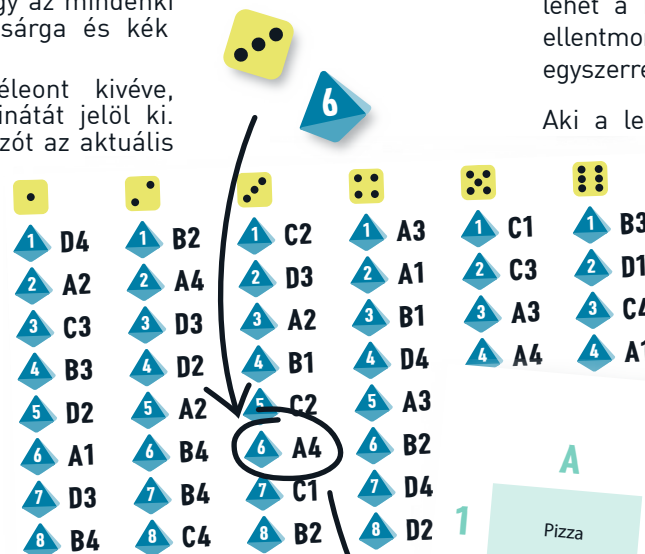 gy az mindenki
sárga és kék
éleont kivéve,
inátát jelöl ki.
zót az aktuális
lehet a
ellentmo
egyszerre
Aki a le
6
1 D4 1 B2 1 C2 1 A3 1 C1 1 B3
2 A2 2 A4 2 D3 2 A1 2 C3 2 D1
3 C3 3 D3 3 A2 3 B1 3 A3 3 C4
4 B3 4 D2 4 B1 4 D4 4 A4 4 A1
5 D2 5 A2 5 C2 5 A3
6 A1 6 B4 6 A4 6 B2
7 D3 7 B4 7 C1 7 D4
8 B4 8 C4 8 B2 8 D2
A
1 Pizza